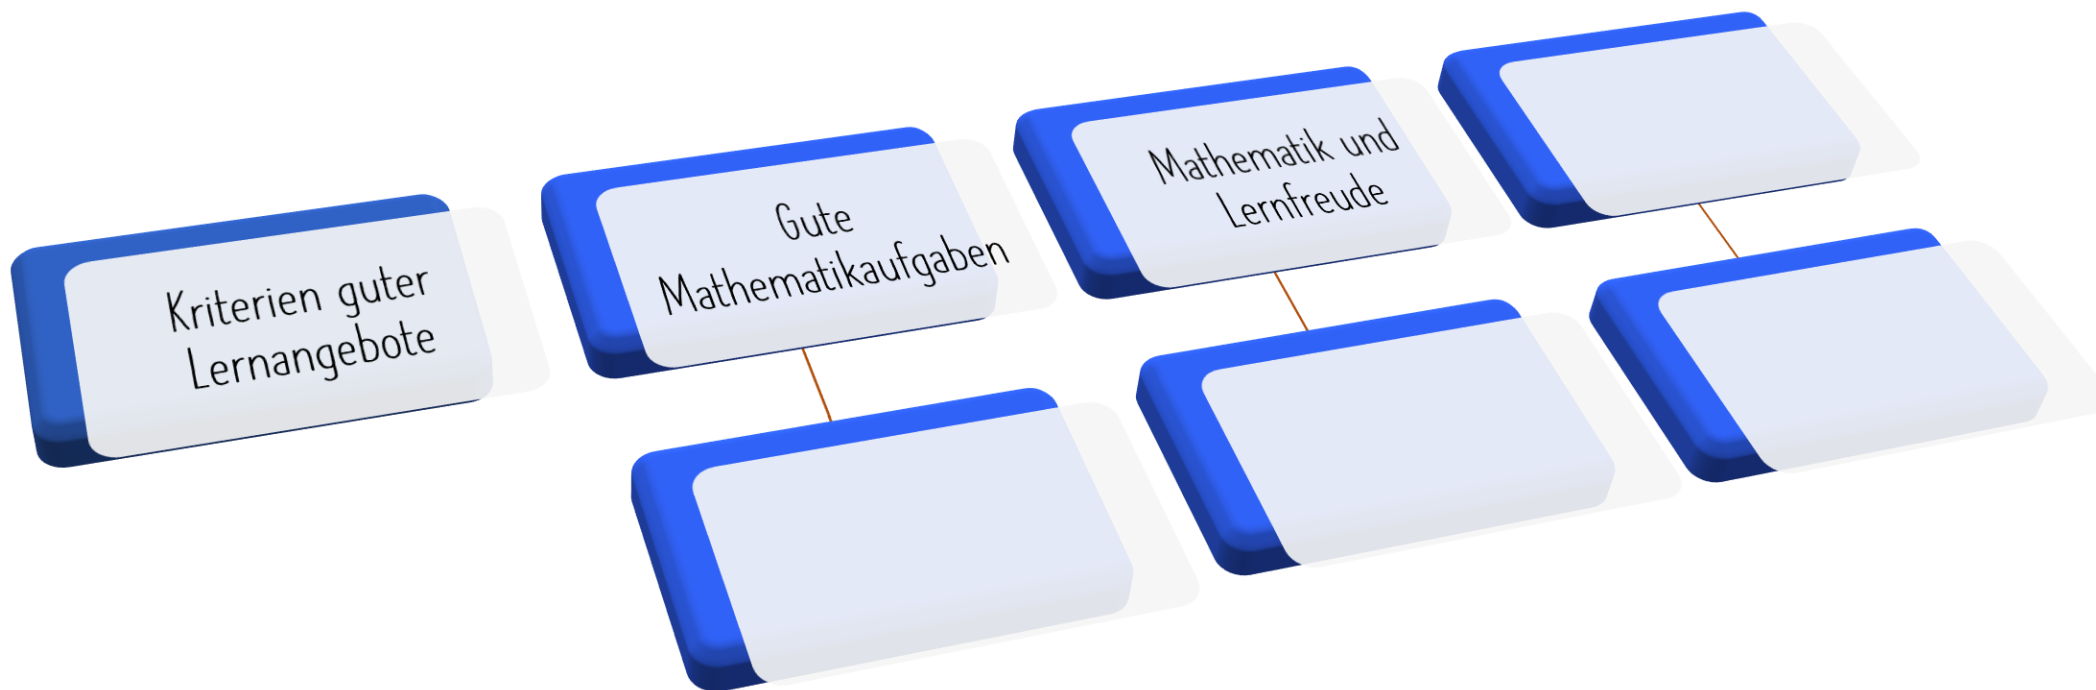 Kriterien guter
Lernangebote
Gute
Mathematikaufgaben
Mathematik und
Lernfreude